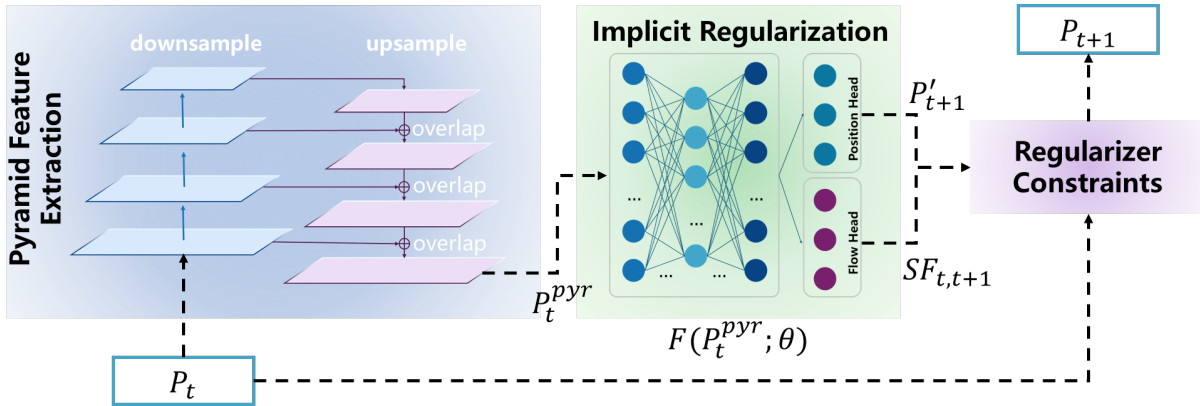 Pyramid Feature
Extraction
downsample
upsample
overlap
overlap
overlap
P_t
P_t^{pyr}
Implicit Regularization
...
...
...
...
...
Position Head
Flow Head
F(P_t^{pyr}; θ)
P'_{t+1}
SF_{t,t+1}
Regularizer
Constraints
P_{t+1}